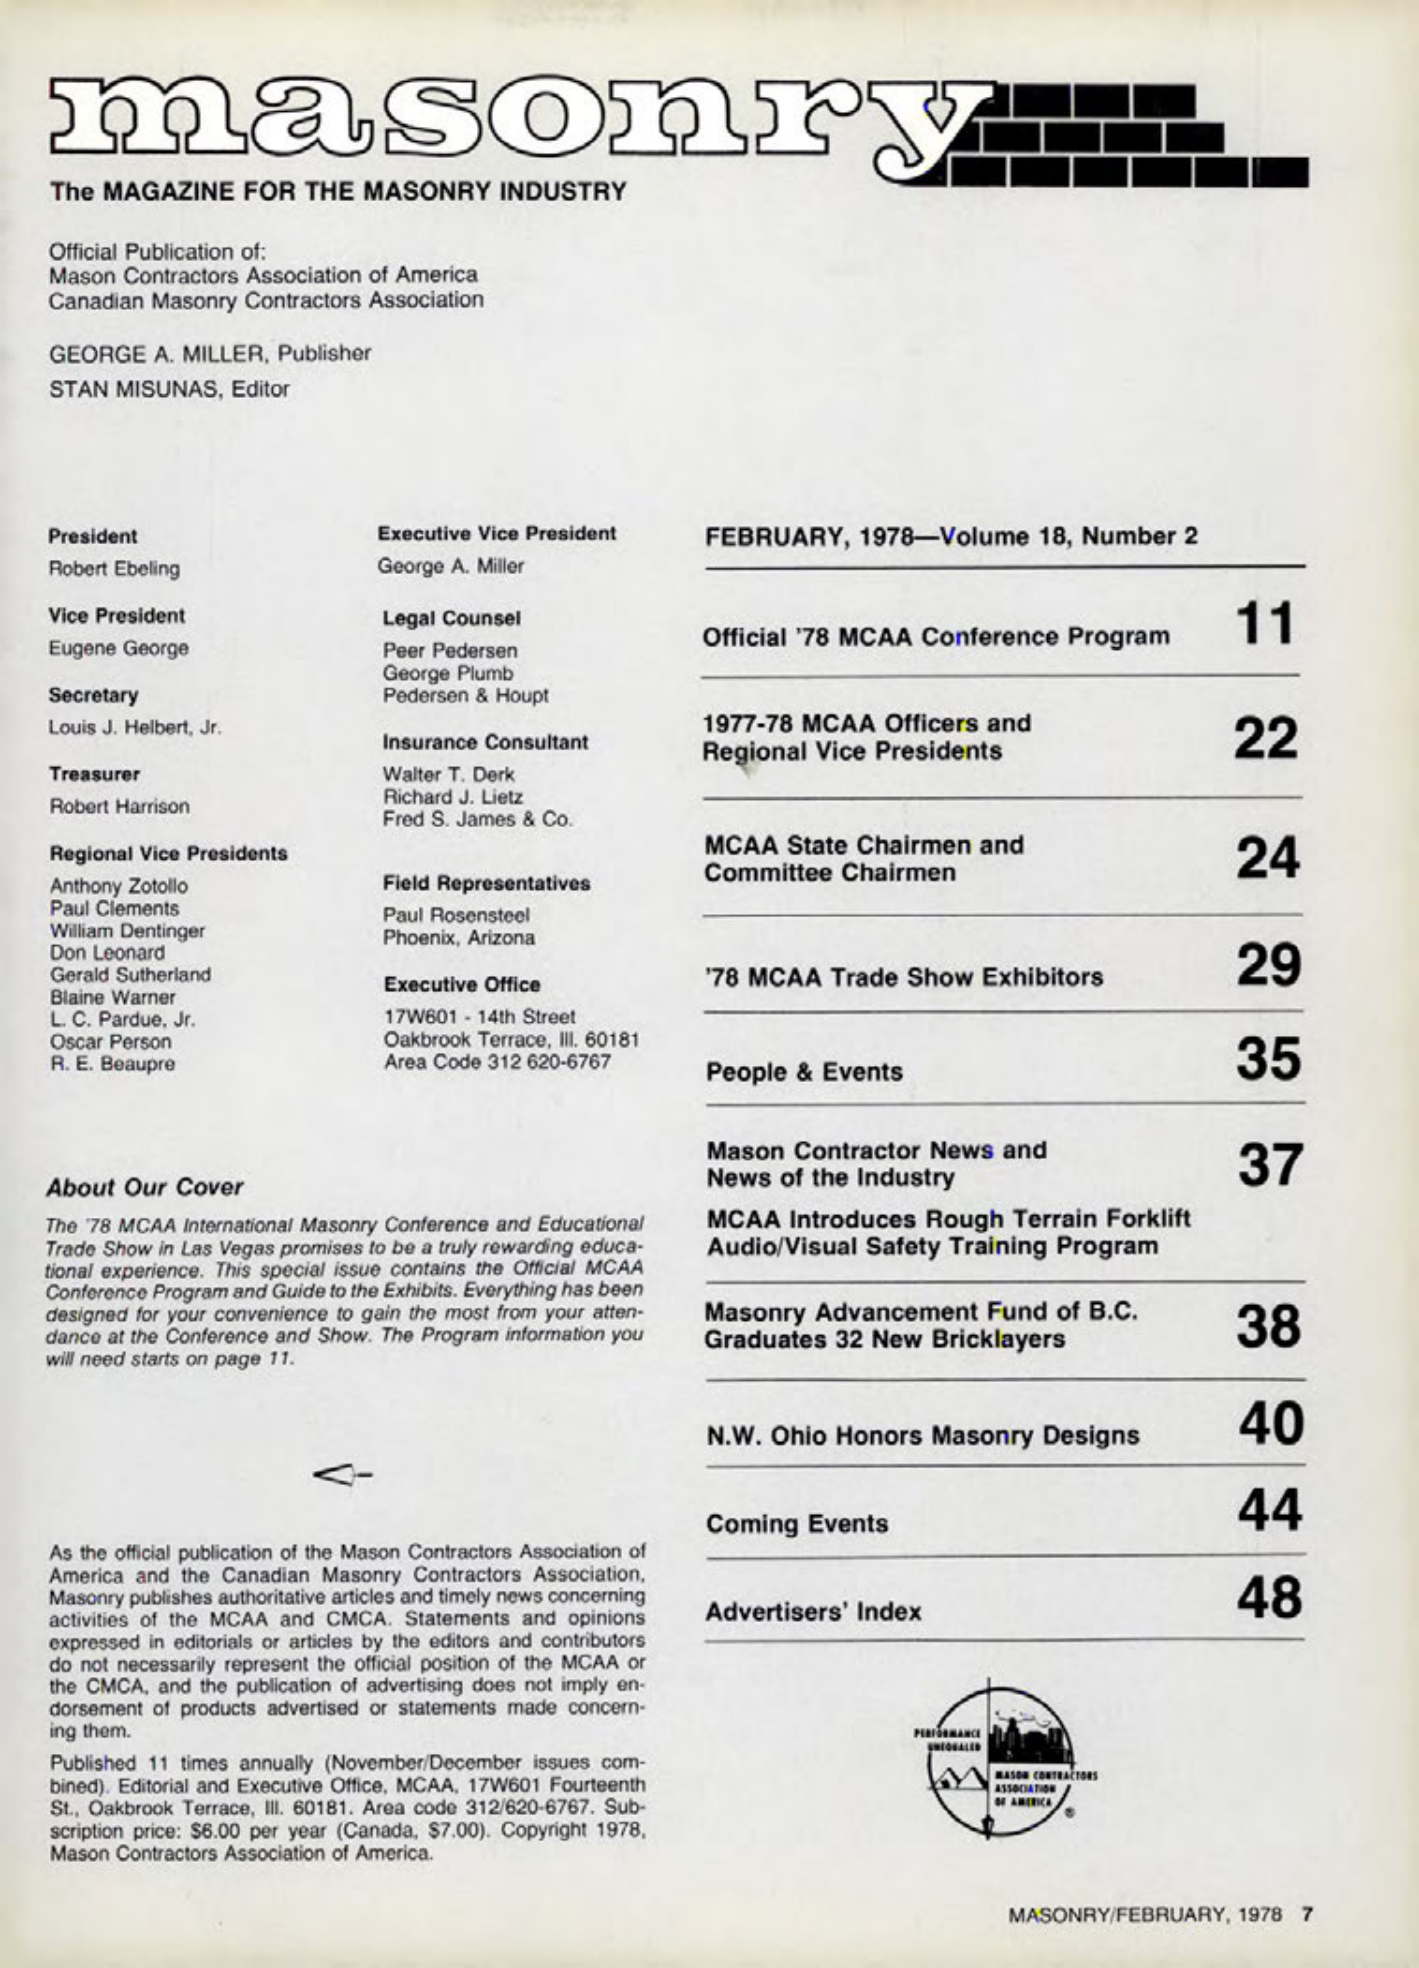 masonry
The MAGAZINE FOR THE MASONRY INDUSTRY
Official Publication of:
Mason Contractors Association of America
Canadian Masonry Contractors Association
GEORGE A. MILLER, Publisher
STAN MISUNAS, Editor
President
Robert Ebeling
Vice President
Eugene George
Secretary
Louis J. Helbert, Jr.
Treasurer
Robert Harrison
Regional Vice Presidents
Anthony Zotollo
Paul Clements
William Dentinger
Don Leonard
Gerald Sutherland
Blaine Warner
L. C. Pardue, Jr.
Oscar Person
R. E. Beaupre
Executive Vice President
George A. Miller
Legal Counsel
Peer Pedersen
George Plumb
Pedersen & Houpt
Insurance Consultant
Walter T. Derk
Richard J. Lietz
Fred S. James & Co.
Field Representatives
Paul Rosensteel
Phoenix, Arizona
Executive Office
17W601 - 14th Street
Oakbrook Terrace, Ill. 60181
Area Code 312 620-6767
About Our Cover
The '78 MCAA International Masonry Conference and Educational
Trade Show in Las Vegas promises to be a truly rewarding educa-
tional experience. This special issue contains the Official MCAA
Conference Program and Guide to the Exhibits. Everything has been
designed for your convenience to gain the most from your atten-
dance at the Conference and Show. The Program information you
will need starts on page 11.
As the official publication of the Mason Contractors Association of
America and the Canadian Masonry Contractors Association,
Masonry publishes authoritative articles and timely news concerning
activities of the MCAA and CMCA. Statements and opinions
expressed in editorials or articles by the editors and contributors
do not necessarily represent the official position of the MCAA or
the CMCA, and the publication of advertising does not imply en-
dorsement of products advertised or statements made concern-
ing them.
Published 11 times annually (November/December issues com-
bined). Editorial and Executive Office, MCAA, 17W601 Fourteenth
St., Oakbrook Terrace, Ill. 60181. Area code 312/620-6767. Sub-
scription price: $6.00 per year (Canada, $7.00). Copyright 1978,
Mason Contractors Association of America.
FEBRUARY, 1978—Volume 18, Number 2
Official '78 MCAA Conference Program 11
1977-78 MCAA Officers and
Regional Vice Presidents 22
MCAA State Chairmen and
Committee Chairmen 24
'78 MCAA Trade Show Exhibitors 29
People & Events 35
Mason Contractor News and
News of the Industry 37
MCAA Introduces Rough Terrain Forklift
Audio/Visual Safety Training Program
Masonry Advancement Fund of B.C.
Graduates 32 New Bricklayers 38
N.W. Ohio Honors Masonry Designs 40
Coming Events 44
Advertisers' Index 48
PERFORMANCE
UNEQUALED
MASON CONTRACTORS
ASSOCIATION
OF AMERICA
®
MASONRY/FEBRUARY, 1978 7